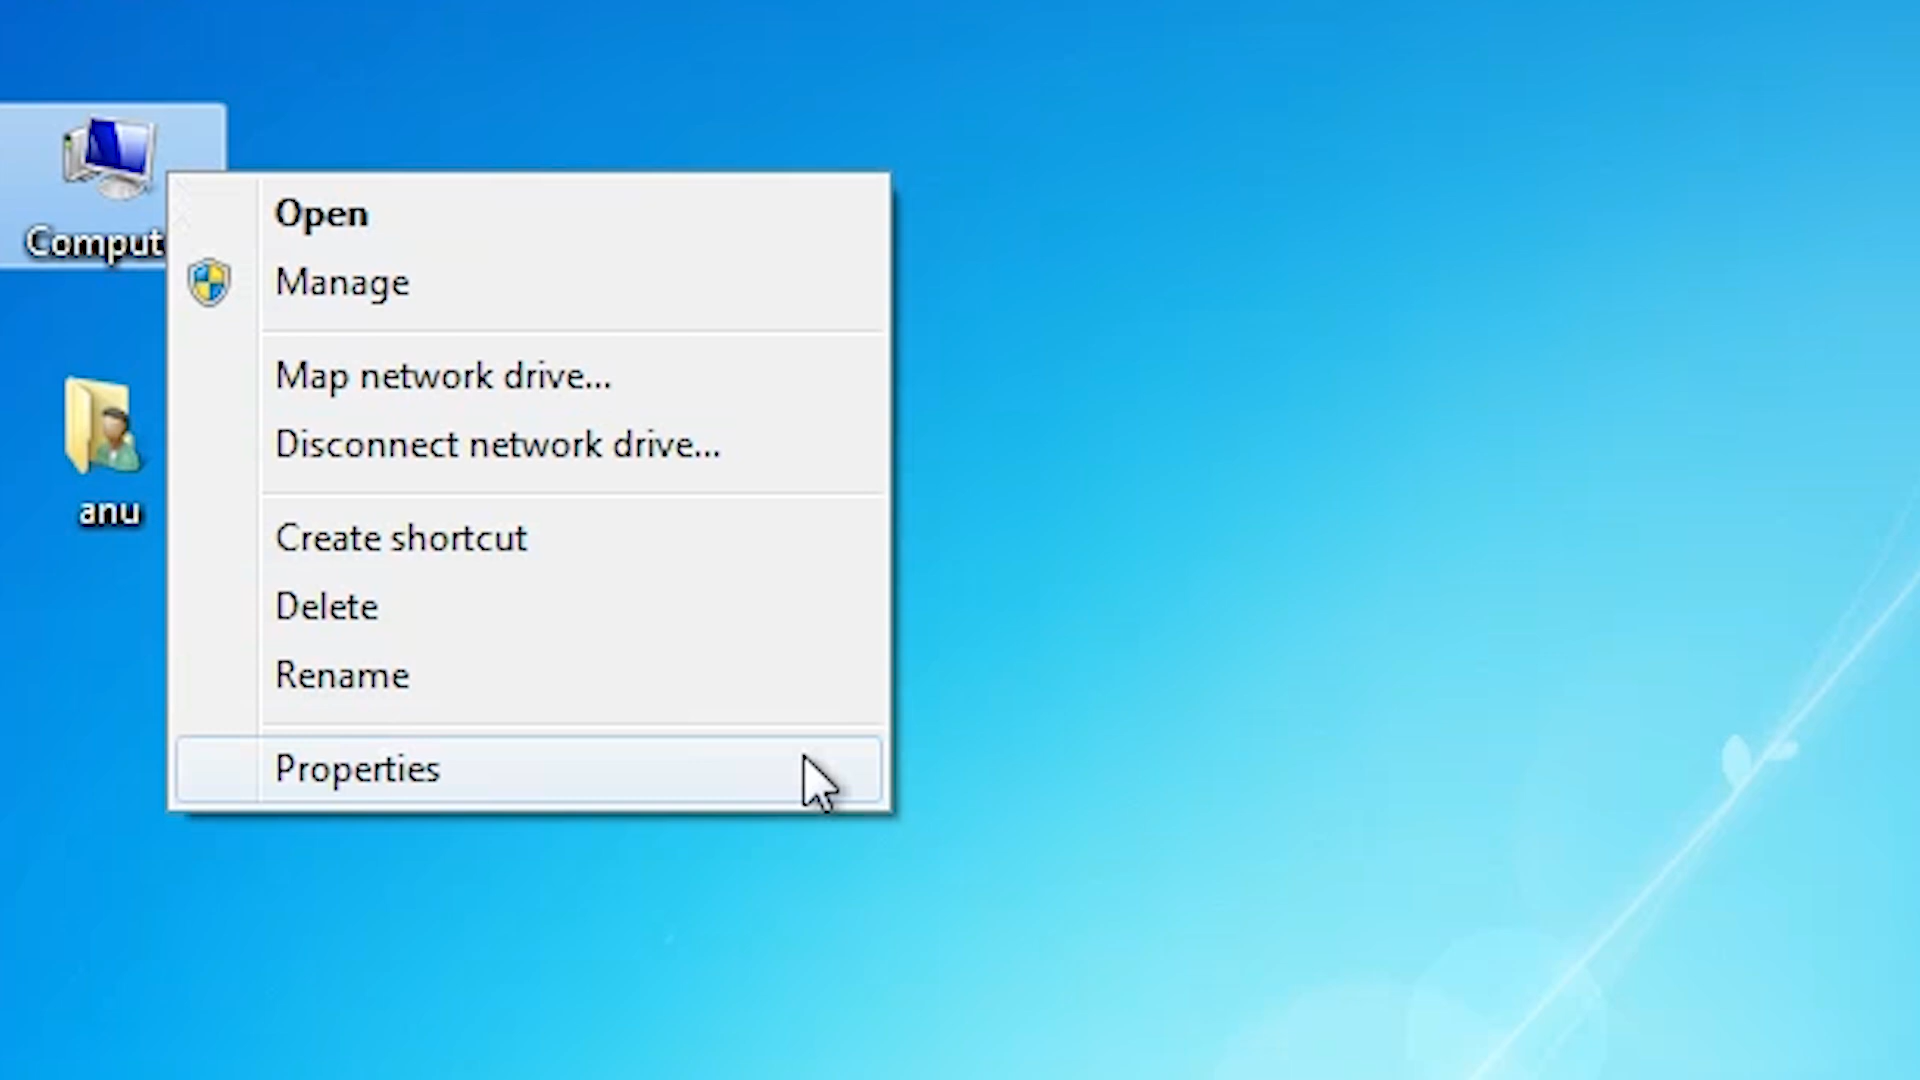 Open
Comput
Manage
Map network drive...
Disconnect network drive...
anu
Create shortcut
Delete
Rename
Properties